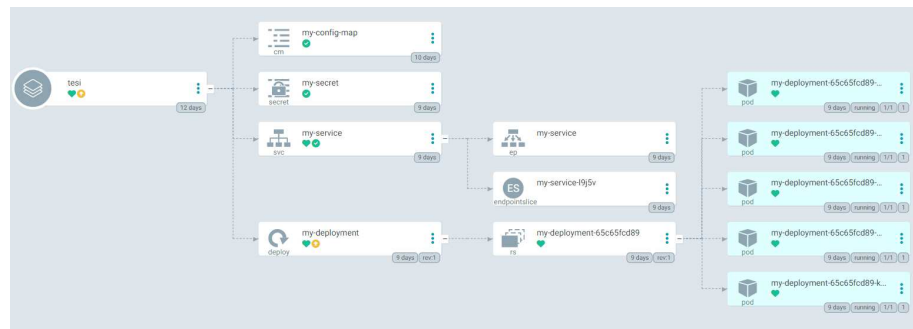 my-config-map
cm
10 days
tesi
12 days
my-secret
secret
9 days
my-service
svc
9 days
my-service
ep
9 days
my-service-l9j5v
ES
endpointslice
9 days
my-deployment
deploy
9 days rev:1
my-deployment-65c65fcd89
rs
9 days rev:1
my-deployment-65c65fcd89-...
pod
9 days running 1/1 1
my-deployment-65c65fcd89-...
pod
9 days running 1/1 1
my-deployment-65c65fcd89-...
pod
9 days running 1/1 1
my-deployment-65c65fcd89-...
pod
9 days running 1/1 1
my-deployment-65c65fcd89-k...
pod
9 days running 1/1 1